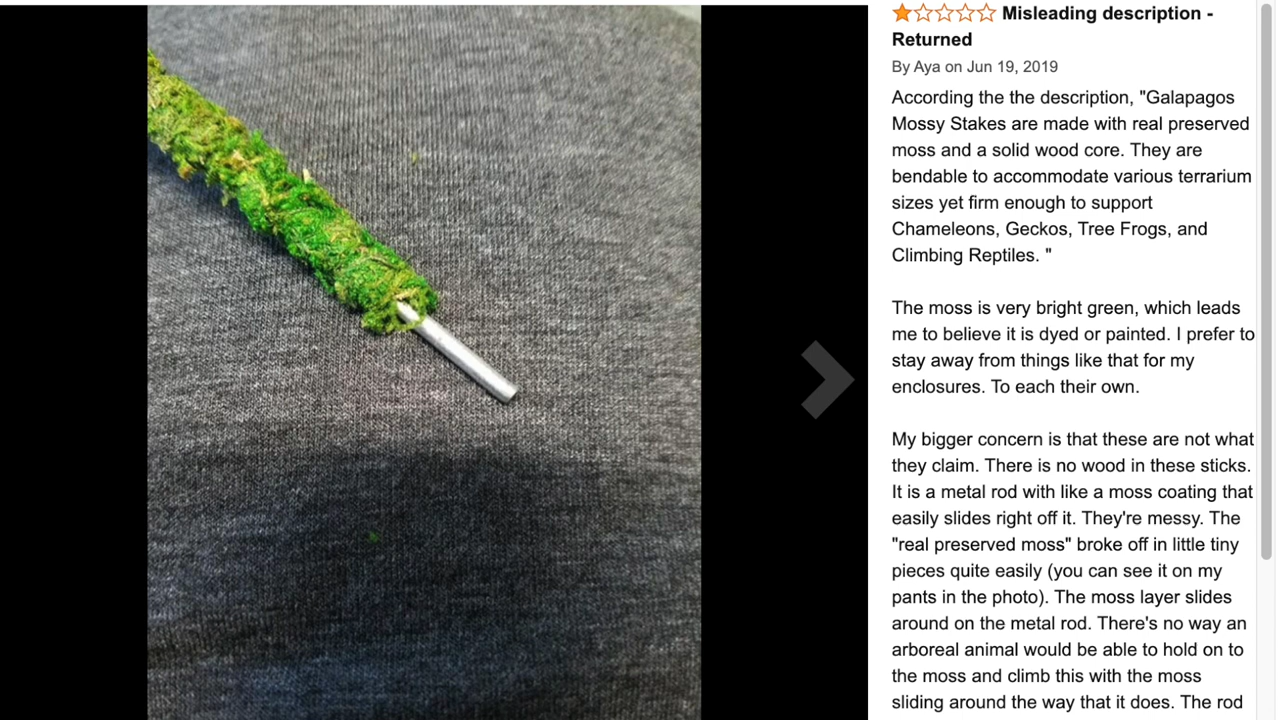 Misleading description -
Returned
By Aya on Jun 19, 2019
According the the description, "Galapagos
Mossy Stakes are made with real preserved
moss and a solid wood core. They are
bendable to accommodate various terrarium
sizes yet firm enough to support
Chameleons, Geckos, Tree Frogs, and
Climbing Reptiles. "
The moss is very bright green, which leads
me to believe it is dyed or painted. I prefer to
stay away from things like that for my
enclosures. To each their own.
My bigger concern is that these are not what
they claim. There is no wood in these sticks.
It is a metal rod with like a moss coating that
easily slides right off it. They're messy. The
"real preserved moss" broke off in little tiny
pieces quite easily (you can see it on my
pants in the photo). The moss layer slides
around on the metal rod. There's no way an
arboreal animal would be able to hold on to
the moss and climb this with the moss
sliding around the way that it does. The rod